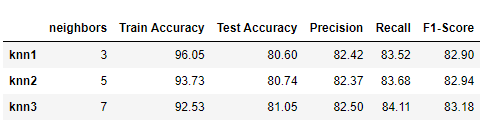 neighbors Train Accuracy Test Accuracy Precision Recall F1-Score
knn1 3 96.05 80.60 82.42 83.52 82.90
knn2 5 93.73 80.74 82.37 83.68 82.94
knn3 7 92.53 81.05 82.50 84.11 83.18